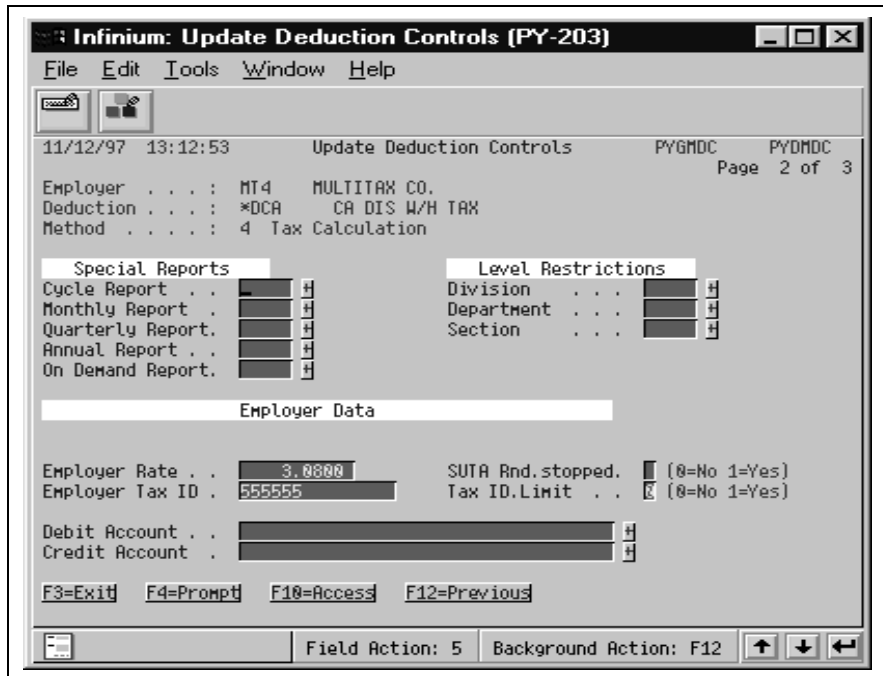 Infinium: Update Deduction Controls (PY-203)
File Edit Tools Window Help
11/12/97 13:12:53 Update Deduction Controls PYGMDC PYDMDC
Page 2 of 3
Employer . . . : MT4 MULTITAX CO.
Deduction . . . : *DCA CA DIS W/H TAX
Method . . . . : 4 Tax Calculation
Special Reports Level Restrictions
Cycle Report . . Division . . .
Monthly Report . Department . . .
Quarterly Report. Section . . .
Annual Report . .
On Demand Report.
Employer Data
Employer Rate . . 3.0800 SUTA Rnd.stopped. (0=No 1=Yes)
Employer Tax ID . 555555 Tax ID.Limit . . (0=No 1=Yes)
Debit Account . .
Credit Account .
F3=Exit F4=Prompt F10=Access F12=Previous
Field Action: 5 Background Action: F12